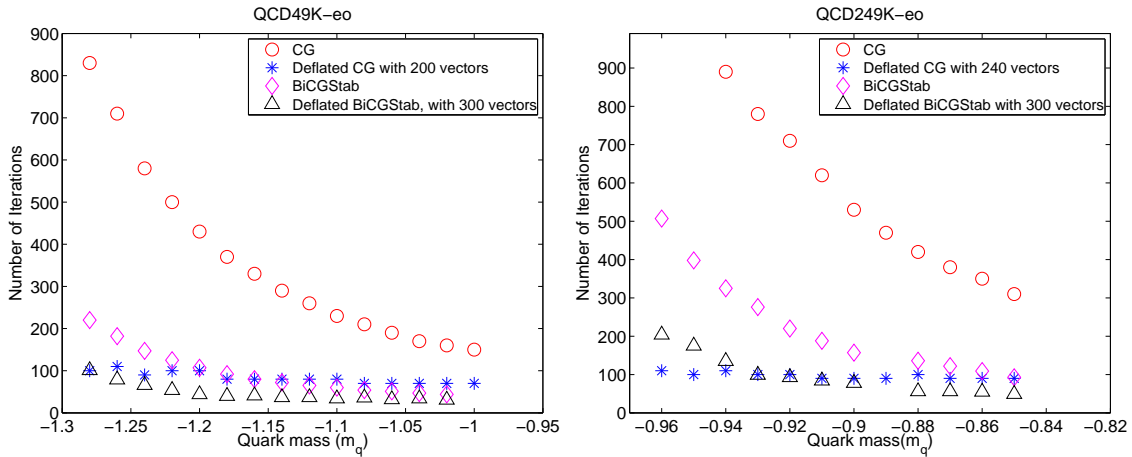 QCD49K−eo
900
800
700
600
500
400
300
200
100
0
Number of Iterations
−1.3
−1.25
−1.2
−1.15
−1.1
−1.05
−1
−0.95
Quark mass (m_q)
CG
Deflated CG with 200 vectors
BiCGStab
Deflated BiCGStab, with 300 vectors
QCD249K−eo
900
800
700
600
500
400
300
200
100
0
Number of Iterations
−0.96
−0.94
−0.92
−0.9
−0.88
−0.86
−0.84
−0.82
Quark mass(m_q)
CG
Deflated CG with 240 vectors
BiCGStab
Deflated BiCGStab with 300 vectors